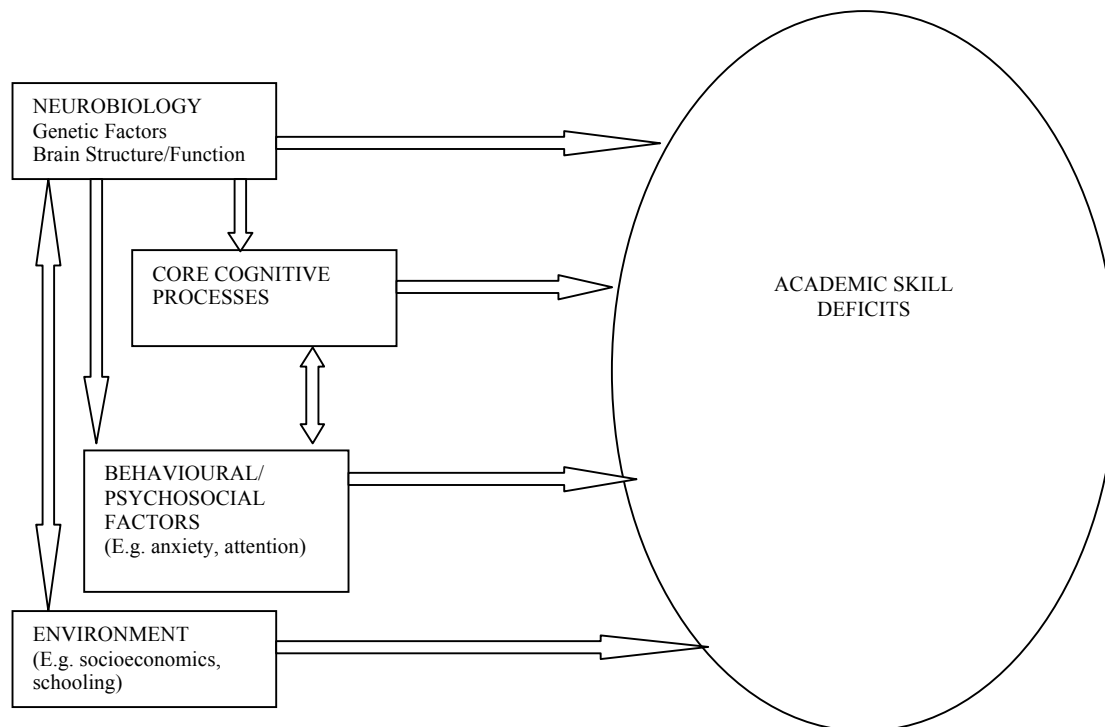 NEUROBIOLOGY
Genetic Factors
Brain Structure/Function
CORE COGNITIVE
PROCESSES
BEHAVIOURAL/
PSYCHOSOCIAL
FACTORS
(E.g. anxiety, attention)
ENVIRONMENT
(E.g. socioeconomics,
schooling)
ACADEMIC SKILL
DEFICITS